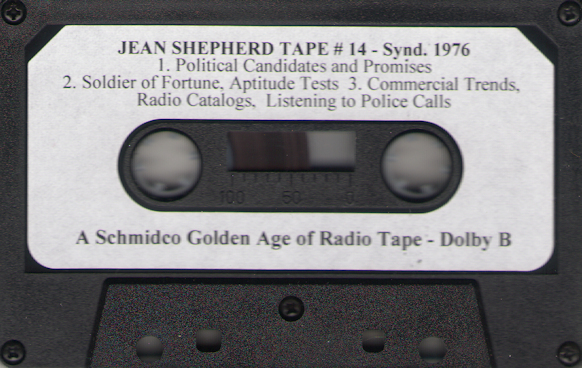 JEAN SHEPHERD TAPE # 14 - Synd. 1976
1. Political Candidates and Promises
2. Soldier of Fortune, Aptitude Tests 3. Commercial Trends,
Radio Catalogs, Listening to Police Calls
100 50 0
A Schmidco Golden Age of Radio Tape - Dolby B